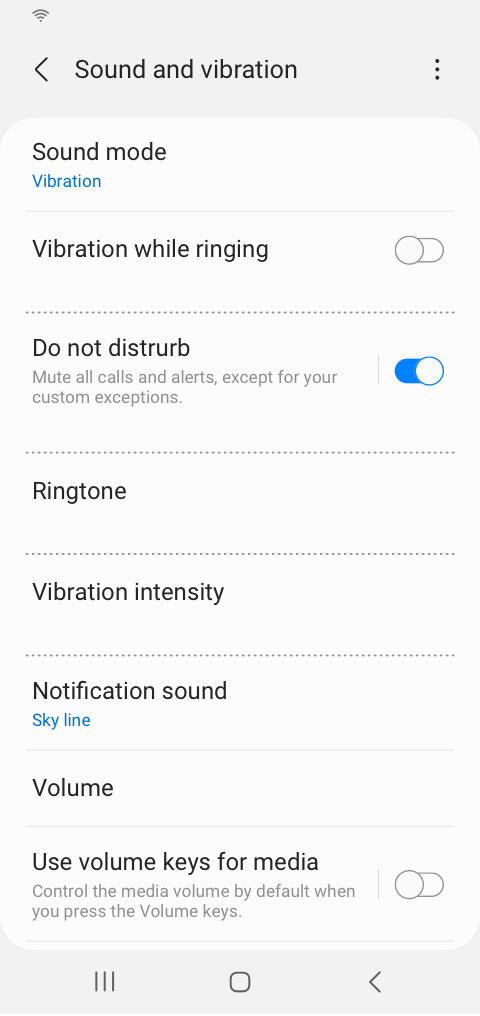 Sound and vibration
Sound mode
Vibration
Vibration while ringing
Do not distrurb
Mute all calls and alerts, except for your
custom exceptions.
Ringtone
Vibration intensity
Notification sound
Sky line
Volume
Use volume keys for media
Control the media volume by default when
you press the Volume keys.